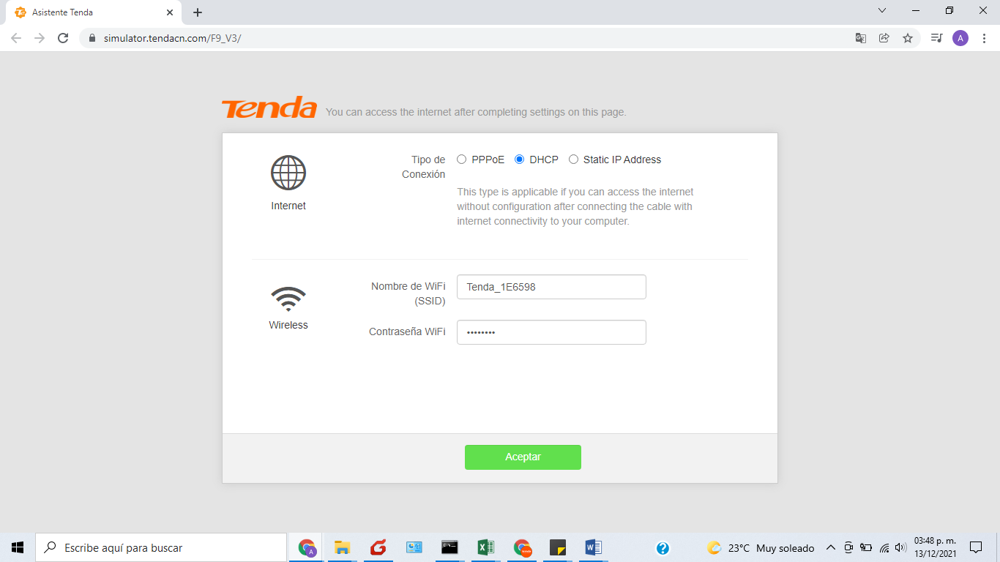 Asistente Tenda
simulator.tendacn.com/F9_V3/
A
Tenda You can access the internet after completing settings on this page.
Tipo de Conexión
PPPoE DHCP Static IP Address
This type is applicable if you can access the internet
without configuration after connecting the cable with
internet connectivity to your computer.
Internet
Nombre de WiFi
(SSID)
Tenda_1E6598
Wireless
Contraseña WiFi
••••••••
Aceptar
Escribe aquí para buscar
A
23°C Muy soleado
03:48 p. m.
13/12/2021